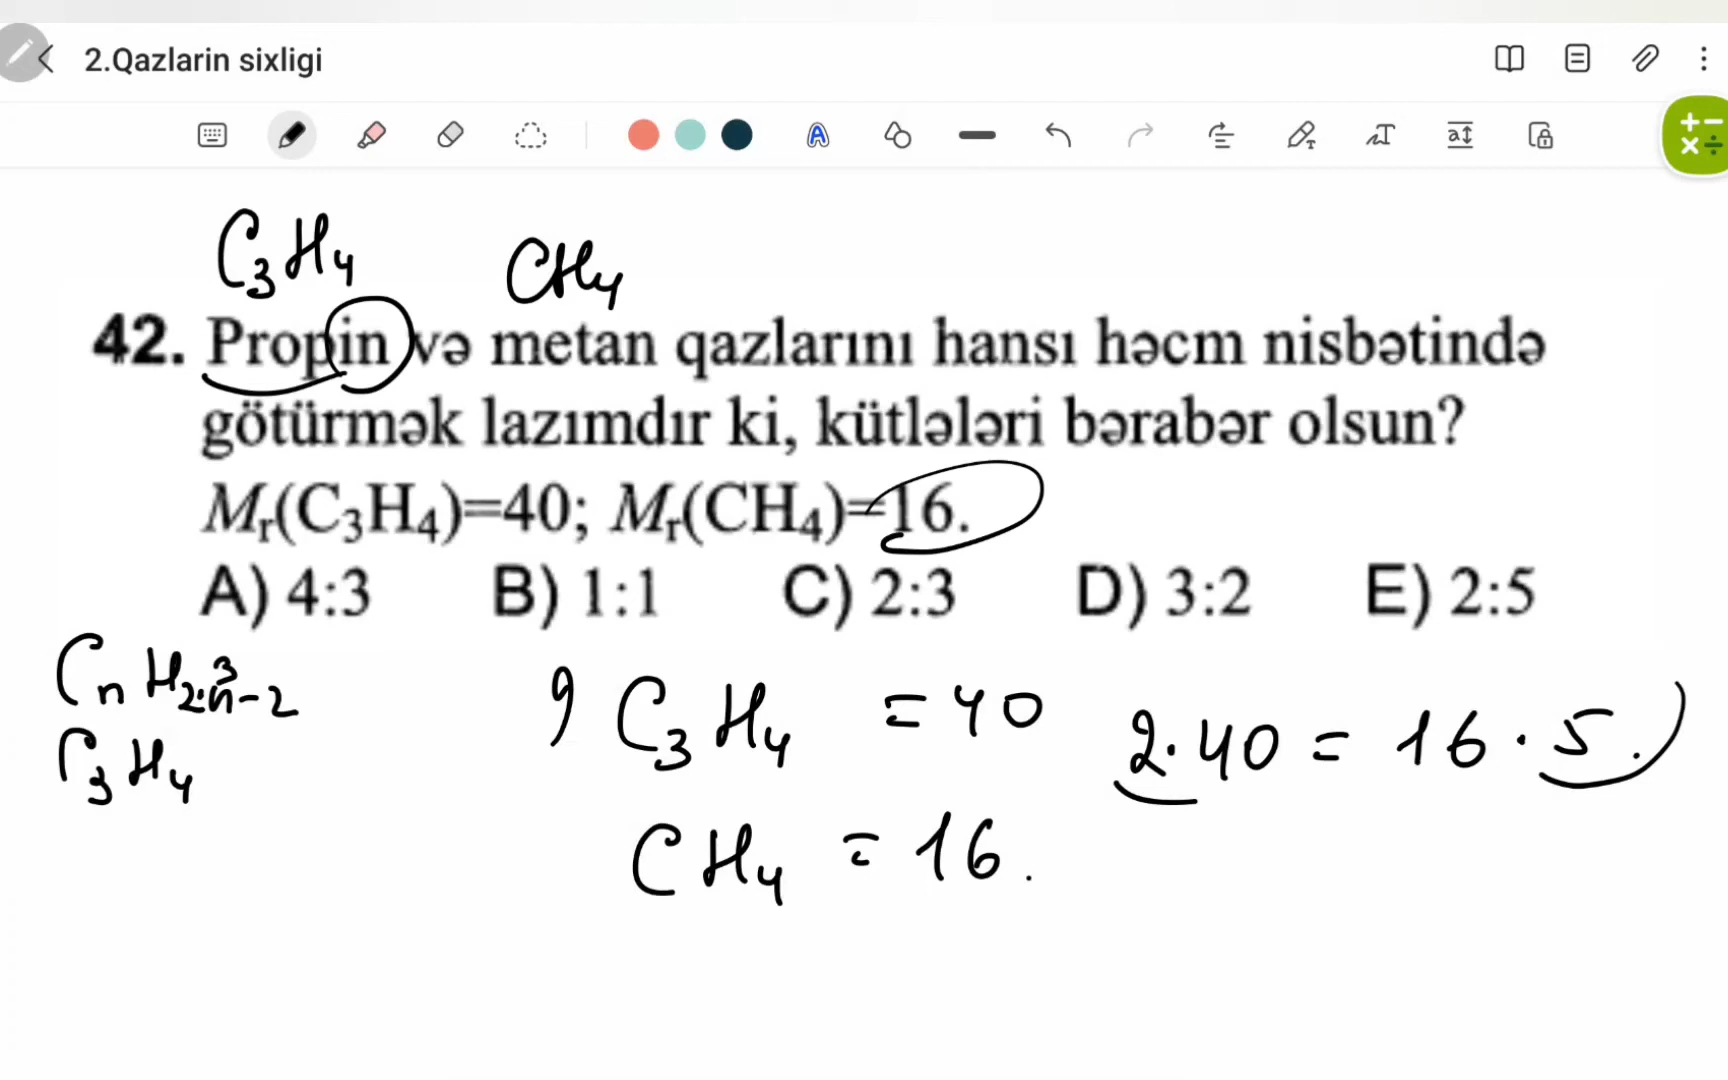 2.Qazlarin sixligi
C₃H₄ CH₄
42. Propin və metan qazlarını hansı həcm nisbətində
götürmək lazımdır ki, kütlələri bərabər olsun?
Mᵣ(C₃H₄)=40; Mᵣ(CH₄)=16.
A) 4:3 B) 1:1 C) 2:3 D) 3:2 E) 2:5
CₙH₂.ₙ³₋₂
C₃H₄
C₃H₄ = 40
2·40 = 16·5.
CH₄ = 16.